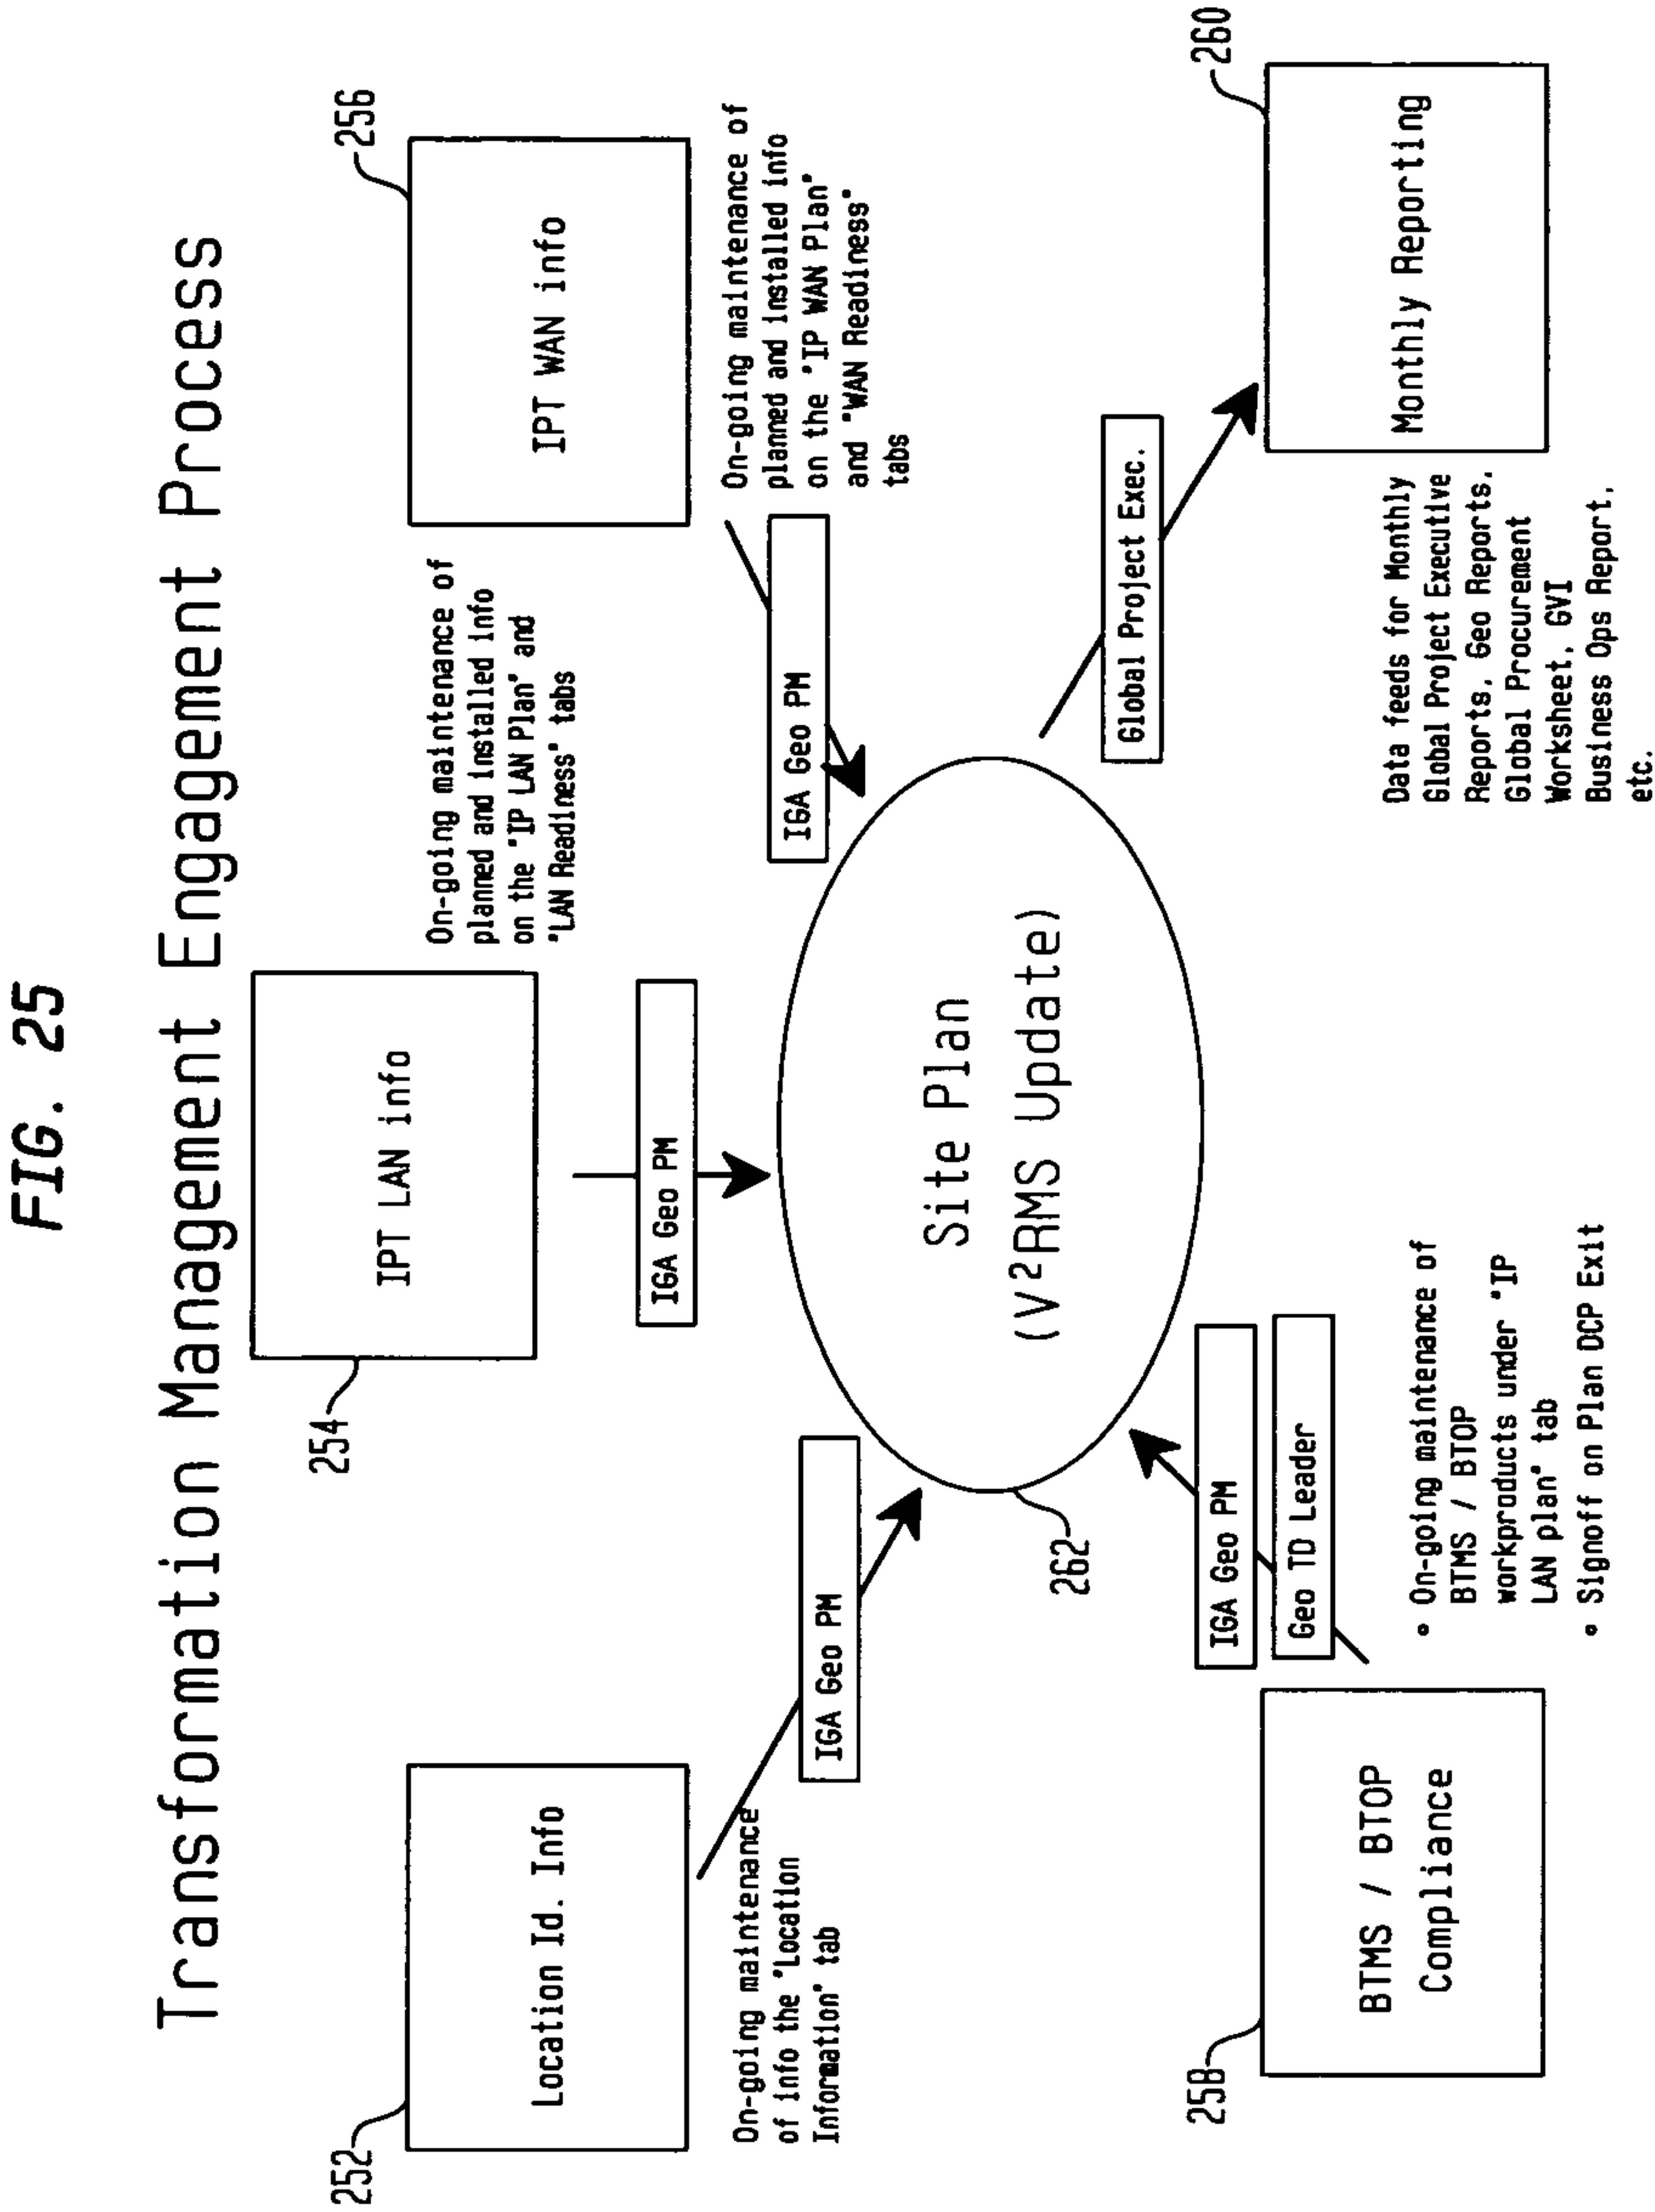 FIG. 25
Transformation Management Engagement Process
252
Location Id. Info
On-going maintenance
of info the "Location
Information" tab
IGA Geo PM
254
IPT LAN info
On-going maintenance of
planned and installed info
on the "IP LAN Plan" and
"LAN Readiness" tabs
IGA Geo PM
256
IPT WAN info
On-going maintenance of
planned and installed info
on the "IP WAN Plan"
and "WAN Readiness"
tabs
IGA Geo PM
Site Plan
(V²RMS Update)
262
258
BTMS / BTOP
Compliance
IGA Geo PM
Geo TD Leader
• On-going maintenance of
BTMS / BTOP
workproducts under "IP
LAN plan" tab
• Signoff on Plan DCP Exit
Global Project Exec.
260
Monthly Reporting
Data feeds for Monthly
Global Project Executive
Reports, Geo Reports,
Global Procurement
Worksheet, GVI
Business Ops Report,
etc.